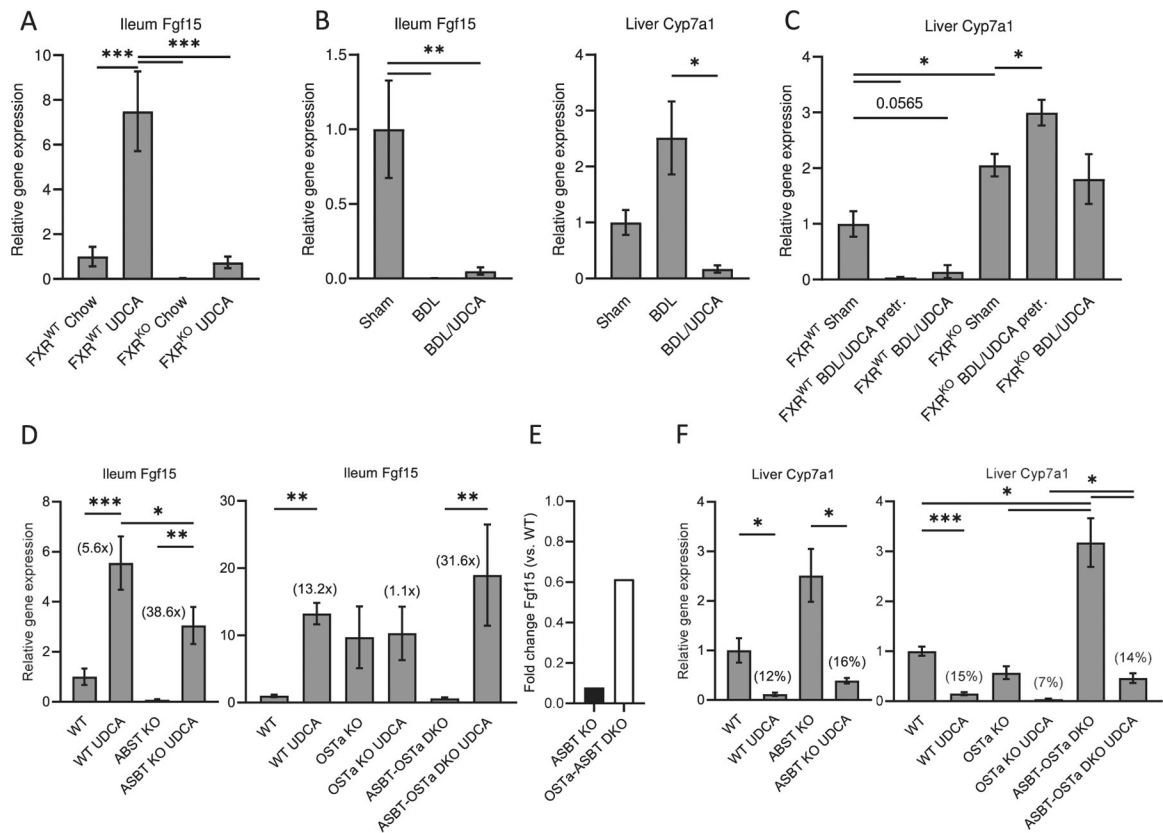 A
Ileum Fgf15
Relative gene expression
10
8
6
4
2
0
***
***
FXR^WT Chow
FXR^WT UDCA
FXR^KO Chow
FXR^KO UDCA
B
Ileum Fgf15
Relative gene expression
1.5
1.0
0.5
0.0
**
Sham
BDL
BDL/UDCA
Liver Cyp7a1
Relative gene expression
4
3
2
1
0
*
Sham
BDL
BDL/UDCA
C
Liver Cyp7a1
Relative gene expression
4
3
2
1
0
*
*
0.0565
FXR^WT Sham
FXR^WT BDL/UDCA pretr.
FXR^WT BDL/UDCA
FXR^KO Sham
FXR^KO BDL/UDCA pretr.
FXR^KO BDL/UDCA
D
Ileum Fgf15
Relative gene expression
8
6
4
2
0
***
*
**
(5.6x)
(38.6x)
WT
WT UDCA
ABST KO
ASBT KO UDCA
Ileum Fgf15
30
20
10
0
**
**
(13.2x)
(1.1x)
(31.6x)
WT
WT UDCA
OSTa KO
OSTa KO UDCA
ASBT-OSTa DKO
ASBT-OSTa DKO UDCA
E
Fold change Fgf15 (vs. WT)
1.0
0.8
0.6
0.4
0.2
0.0
ASBT KO
OSTa-ASBT DKO
F
Liver Cyp7a1
Relative gene expression
4
3
2
1
0
*
*
(12%)
(16%)
WT
WT UDCA
ABST KO
ASBT KO UDCA
Liver Cyp7a1
4
3
2
1
0
*
*
***
(15%)
(7%)
(14%)
WT
WT UDCA
OSTa KO
OSTa KO UDCA
ASBT-OSTa DKO
ASBT-OSTa DKO UDCA